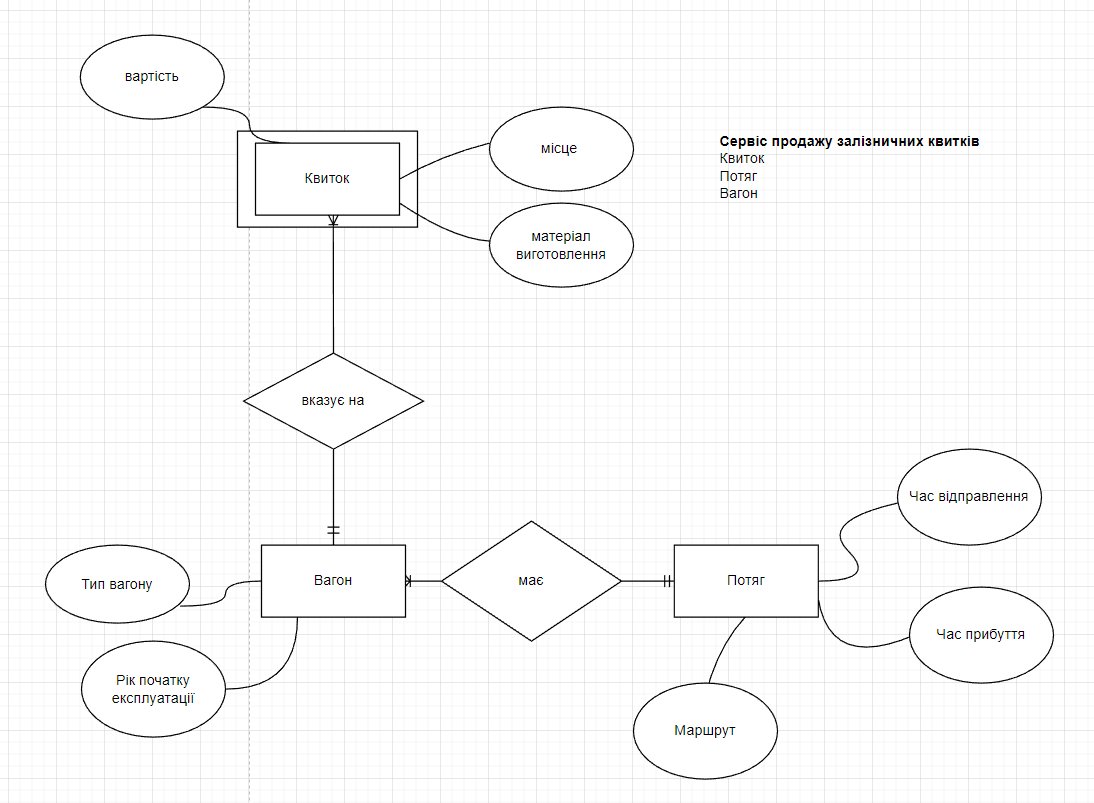 вартість
Квиток
місце
матеріал
виготовлення
Сервіс продажу залізничних квитків
Квиток
Потяг
Вагон
вказує на
Час відправлення
Тип вагону
Вагон
має
Потяг
Час прибуття
Рік початку
експлуатації
Маршрут